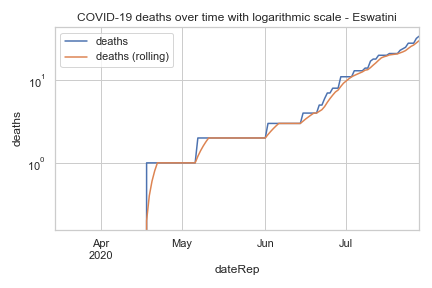 COVID-19 deaths over time with logarithmic scale - Eswatini
deaths
deaths (rolling)
10¹
10⁰
deaths
Apr
2020
May
Jun
Jul
dateRep